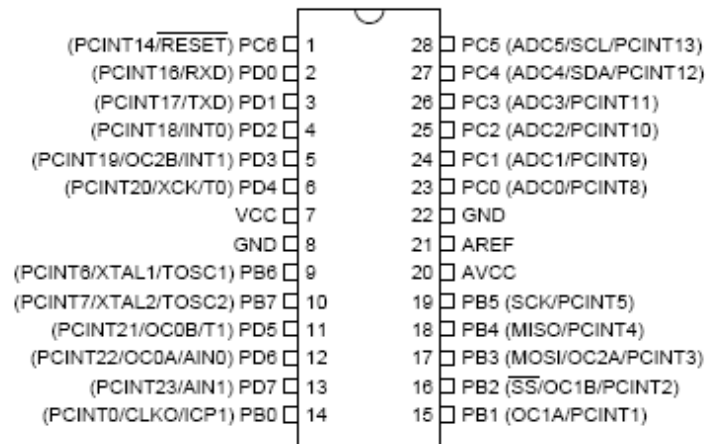 (PCINT14/RESET) PC6 1 28 PC5 (ADC5/SCL/PCINT13)
(PCINT16/RXD) PD0 2 27 PC4 (ADC4/SDA/PCINT12)
(PCINT17/TXD) PD1 3 26 PC3 (ADC3/PCINT11)
(PCINT18/INT0) PD2 4 25 PC2 (ADC2/PCINT10)
(PCINT19/OC2B/INT1) PD3 5 24 PC1 (ADC1/PCINT9)
(PCINT20/XCK/T0) PD4 6 23 PC0 (ADC0/PCINT8)
VCC 7 22 GND
GND 8 21 AREF
(PCINT6/XTAL1/TOSC1) PB6 9 20 AVCC
(PCINT7/XTAL2/TOSC2) PB7 10 19 PB5 (SCK/PCINT5)
(PCINT21/OC0B/T1) PD5 11 18 PB4 (MISO/PCINT4)
(PCINT22/OC0A/AIN0) PD6 12 17 PB3 (MOSI/OC2A/PCINT3)
(PCINT23/AIN1) PD7 13 16 PB2 (SS/OC1B/PCINT2)
(PCINT0/CLKO/ICP1) PB0 14 15 PB1 (OC1A/PCINT1)